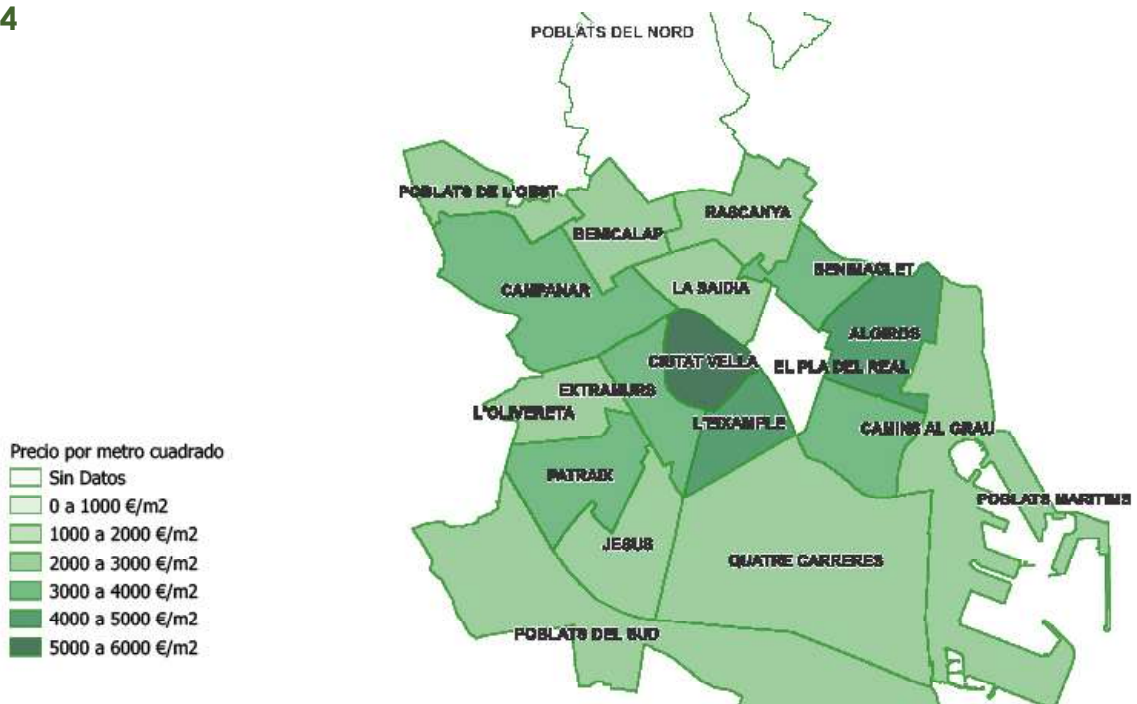 4
POBLATS DEL NORD
POBLATS DE L'OEST
RASCANYA
BENICALAP
BENIMACLET
CAMPANAR
LA SAIDIA
ALGIROS
CIUTAT VELLA
EL PLA DEL REAL
EXTRAMURS
L'OLIVERETA
L'EIXAMPLE
CAMINS AL GRAU
PATRAIX
POBLATS MARITIMS
JESUS
QUATRE CARRERES
POBLATS DEL SUD
Precio por metro cuadrado
Sin Datos
0 a 1000 €/m2
1000 a 2000 €/m2
2000 a 3000 €/m2
3000 a 4000 €/m2
4000 a 5000 €/m2
5000 a 6000 €/m2